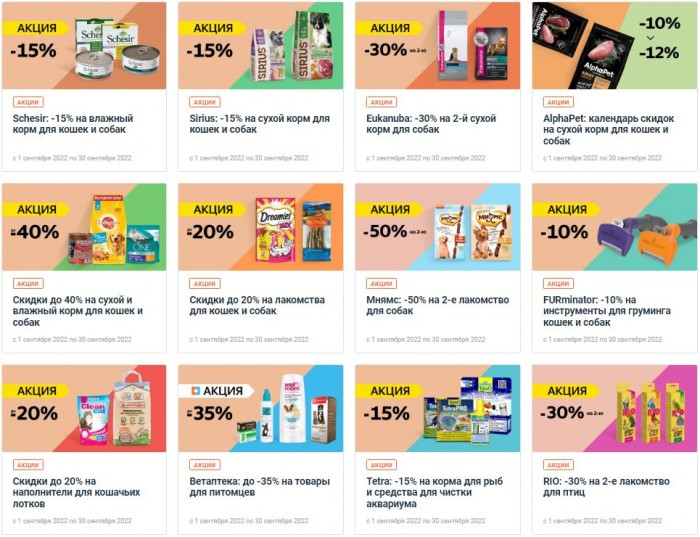 АКЦИЯ
-15%
Schesir
Schesir
АКЦИИ
Schesir: -15% на влажный
корм для кошек и собак
с 1 сентября 2022 по 30 сентября 2022
АКЦИЯ
-15%
SIRIUS
SIRIUS
АКЦИИ
Sirius: -15% на сухой корм для
кошек и собак
с 1 сентября 2022 по 30 сентября 2022
АКЦИЯ
-30% на 2-ю
АКЦИИ
Eukanuba: -30% на 2-й сухой
корм для собак
с 1 сентября 2022 по 30 сентября 2022
-10%
-12%
AlphaPet
AlphaPet
АКЦИИ
AlphaPet: календарь скидок
на сухой корм для кошек и
собак
с 1 сентября 2022 по 30 сентября 2022
АКЦИЯ
ДО 40%
ONE
АКЦИИ
Скидки до 40% на сухой и
влажный корм для кошек и
собак
с 1 сентября 2022 по 30 сентября 2022
АКЦИЯ
ДО 20%
Dreamies
MIX
АКЦИИ
Скидки до 20% на лакомства
для кошек и собак
с 1 сентября 2022 по 30 сентября 2022
АКЦИЯ
-50% на 2-ю
Мнямс
АКЦИИ
Мнямс: -50% на 2-е лакомство
для собак
с 1 сентября 2022 по 30 сентября 2022
АКЦИЯ
-10%
АКЦИИ
FURminator: -10% на
инструменты для груминга
кошек и собак
с 1 сентября 2022 по 30 сентября 2022
АКЦИЯ
ДО 20%
Clean
Cat
АКЦИИ
Скидки до 20% на
наполнители для кошачьих
лотков
с 1 сентября 2022 по 30 сентября 2022
АКЦИЯ
ДО 35%
АКЦИИ
Ветаптека: до -35% на товары
для питомцев
с 1 сентября 2022 по 30 сентября 2022
АКЦИЯ
-15%
Tetra
TetraPRO
АКЦИИ
Tetra: -15% на корма для рыб
и средства для чистки
аквариума
с 1 сентября 2022 по 30 сентября 2022
АКЦИЯ
-30% на 2-ю
RIO
RIO
RIO
АКЦИИ
RIO: -30% на 2-е лакомство
для птиц
с 1 сентября 2022 по 30 сентября 2022